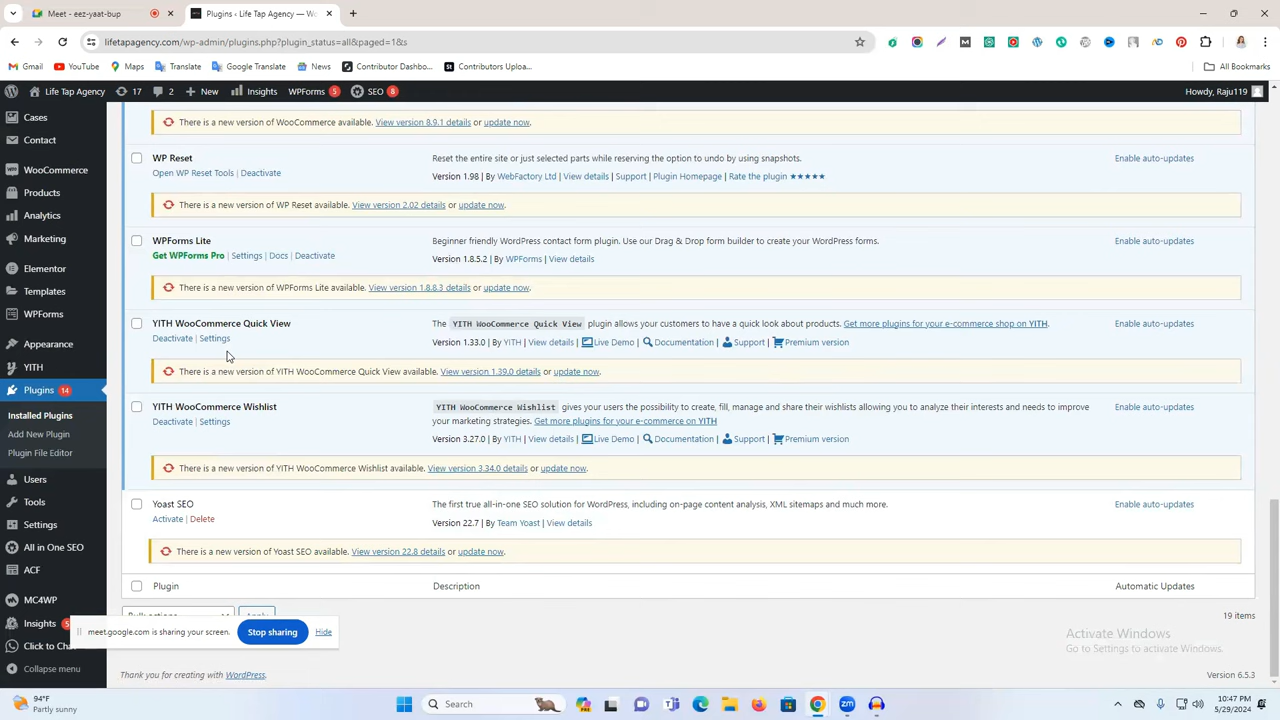 Meet - eez-yaat-bug
Plugins ‹ Life Tap Agency — Wo
lifetapagency.com/wp-admin/plugins.php?plugin_status=all&paged=1&s
Gmail
YouTube
Maps
Translate
Google Translate
News
Contributor Dashbo...
Contributors Uploa...
All Bookmarks
Life Tap Agency
17
2
New
Insights
WPForms 5
SEO 8
Howdy, Raju119
Cases
Contact
WooCommerce
Products
Analytics
Marketing
Elementor
Templates
WPForms
Appearance
YITH
Plugins 14
Installed Plugins
Add New Plugin
Plugin File Editor
Users
Tools
Settings
All in One SEO
ACF
MC4WP
Insights 5
Click to Chat
Collapse menu
There is a new version of WooCommerce available. View version 8.9.1 details or update now.
WP Reset
Open WP Reset Tools | Deactivate
Reset the entire site or just selected parts while reserving the option to undo by using snapshots.
Version 1.98 | By WebFactory Ltd | View details | Support | Plugin Homepage | Rate the plugin ★★★★★
Enable auto-updates
There is a new version of WP Reset available. View version 2.02 details or update now.
WPForms Lite
Get WPForms Pro | Settings | Docs | Deactivate
Beginner friendly WordPress contact form plugin. Use our Drag & Drop form builder to create your WordPress forms.
Version 1.8.5.2 | By WPForms | View details
Enable auto-updates
There is a new version of WPForms Lite available. View version 1.8.8.3 details or update now.
YITH WooCommerce Quick View
Deactivate | Settings
The YITH WooCommerce Quick View plugin allows your customers to have a quick look about products. Get more plugins for your e-commerce shop on YITH.
Version 1.33.0 | By YITH | View details | Live Demo | Documentation | Support | Premium version
Enable auto-updates
There is a new version of YITH WooCommerce Quick View available. View version 1.39.0 details or update now.
YITH WooCommerce Wishlist
Deactivate | Settings
YITH WooCommerce Wishlist gives your users the possibility to create, fill, manage and share their wishlists allowing you to analyze their interests and needs to improve
your marketing strategies. Get more plugins for your e-commerce on YITH
Version 3.27.0 | By YITH | View details | Live Demo | Documentation | Support | Premium version
Enable auto-updates
There is a new version of YITH WooCommerce Wishlist available. View version 3.34.0 details or update now.
Yoast SEO
Activate | Delete
The first true all-in-one SEO solution for WordPress, including on-page content analysis, XML sitemaps and much more.
Version 22.7 | By Team Yoast | View details
Enable auto-updates
There is a new version of Yoast SEO available. View version 22.8 details or update now.
Plugin
Description
Automatic Updates
Bulk actions
Apply
19 items
meet.google.com is sharing your screen.
Stop sharing
Hide
Activate Windows
Go to Settings to activate Windows.
Thank you for creating with WordPress.
Version 6.5.3
94°F
Partly sunny
Search
10:47 PM
5/29/2024